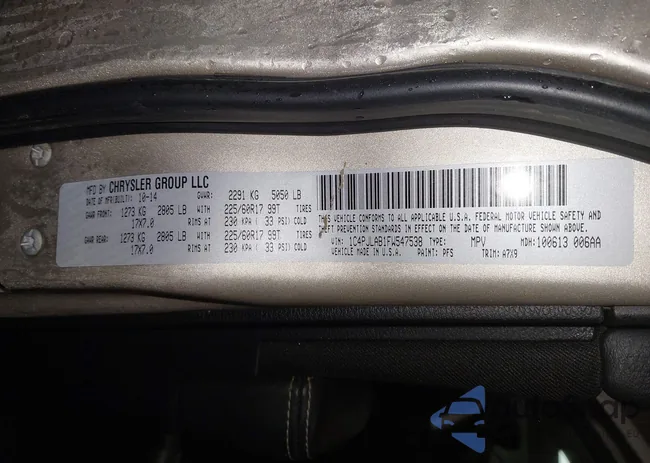 MFD BY CHRYSLER GROUP LLC
DATE OF MFR(BUILT): 10-14 GVWR: 2291 KG 5050 LB
GAWR FRONT: 1273 KG 2805 LB WITH 225/60R17 99T TIRES
17X7.0 RIMS AT 230 KPA ( 33 PSI) COLD
GAWR REAR: 1273 KG 2805 LB WITH 225/60R17 99T TIRES
17X7.0 RIMS AT 230 KPA ( 33 PSI) COLD
THIS VEHICLE CONFORMS TO ALL APPLICABLE U.S.A. FEDERAL MOTOR VEHICLE SAFETY AND
THEFT PREVENTION STANDARDS IN EFFECT ON THE DATE OF MANUFACTURE SHOWN ABOVE.
VIN: 1C4PJLAB1FW547538 TYPE: MPV MDH: 100613 006AA
VEHICLE MADE IN U.S.A. PAINT: PFS TRIM: A7X9